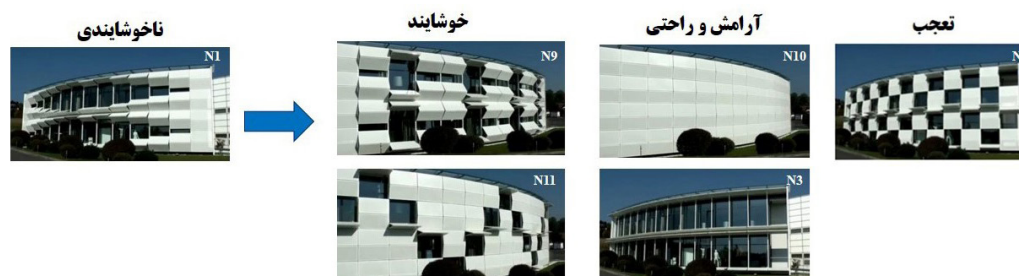 ناخوشایندی
خوشایند
آرامش و راحتی
تعجب
N1
N9
N10
N11
N3